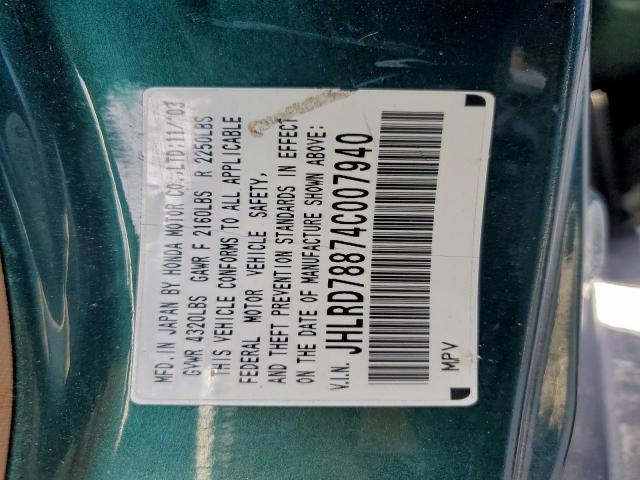 MFD. IN JAPAN BY HONDA MOTOR CO.,LTD:11/'03
GVWR 4320LBS GAWR F 2160LBS R 2250LBS
THIS VEHICLE CONFORMS TO ALL APPLICABLE
FEDERAL MOTOR VEHICLE SAFETY,
AND THEFT PREVENTION STANDARDS IN EFFECT
ON THE DATE OF MANUFACTURE SHOWN ABOVE:
V.I.N. JHLRD78874C007940
MPV